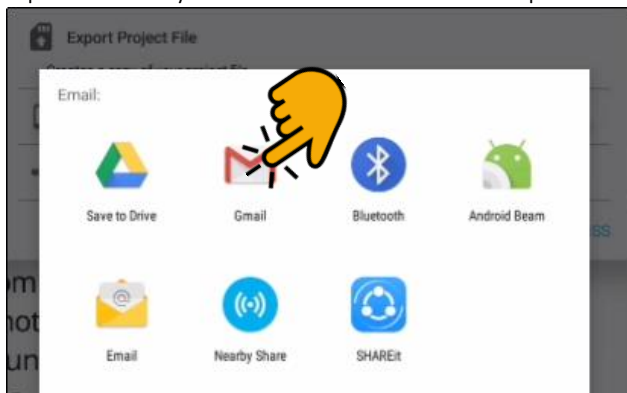 Export Project File
Email:
Save to Drive
Gmail
Bluetooth
Android Beam
Email
Nearby Share
SHAREit